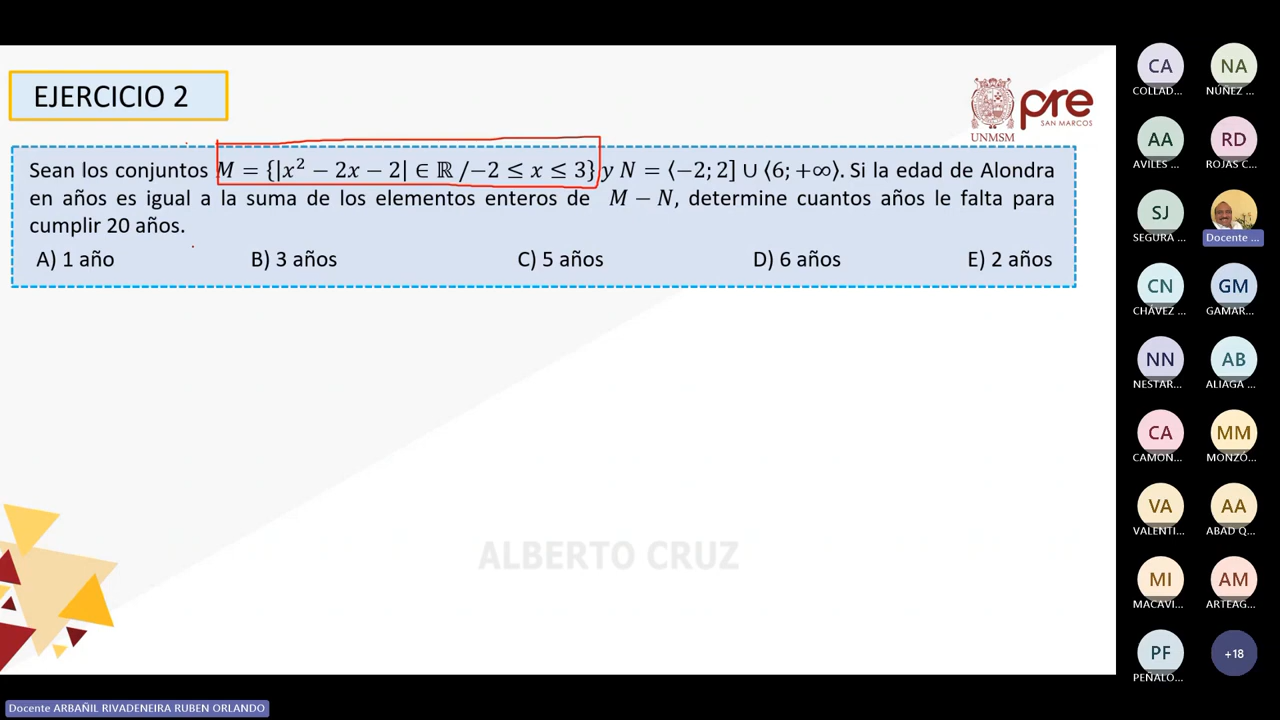 EJERCICIO 2
UNMSM
pre
SAN MARCOS
Sean los conjuntos M = {|x² − 2x − 2| ∈ ℝ /−2 ≤ x ≤ 3} y N = ⟨−2; 2] ∪ ⟨6; +∞⟩. Si la edad de Alondra
en años es igual a la suma de los elementos enteros de M − N, determine cuantos años le falta para
cumplir 20 años.
A) 1 año B) 3 años C) 5 años D) 6 años E) 2 años
ALBERTO CRUZ
CA NA
COLLAD... NÚÑEZ ...
AA RD
AVILES ... ROJAS C...
SJ
SEGURA ... Docente ...
CN GM
CHÁVEZ ... GAMAR...
NN AB
NESTAR... ALIAGA ...
CA MM
CAMON... MONZÓ...
VA AA
VALENTI... ABAD Q...
MI AM
MACAVI... ARTEAG...
PF +18
PEÑALO...
Docente ARBAÑIL RIVADENEIRA RUBEN ORLANDO